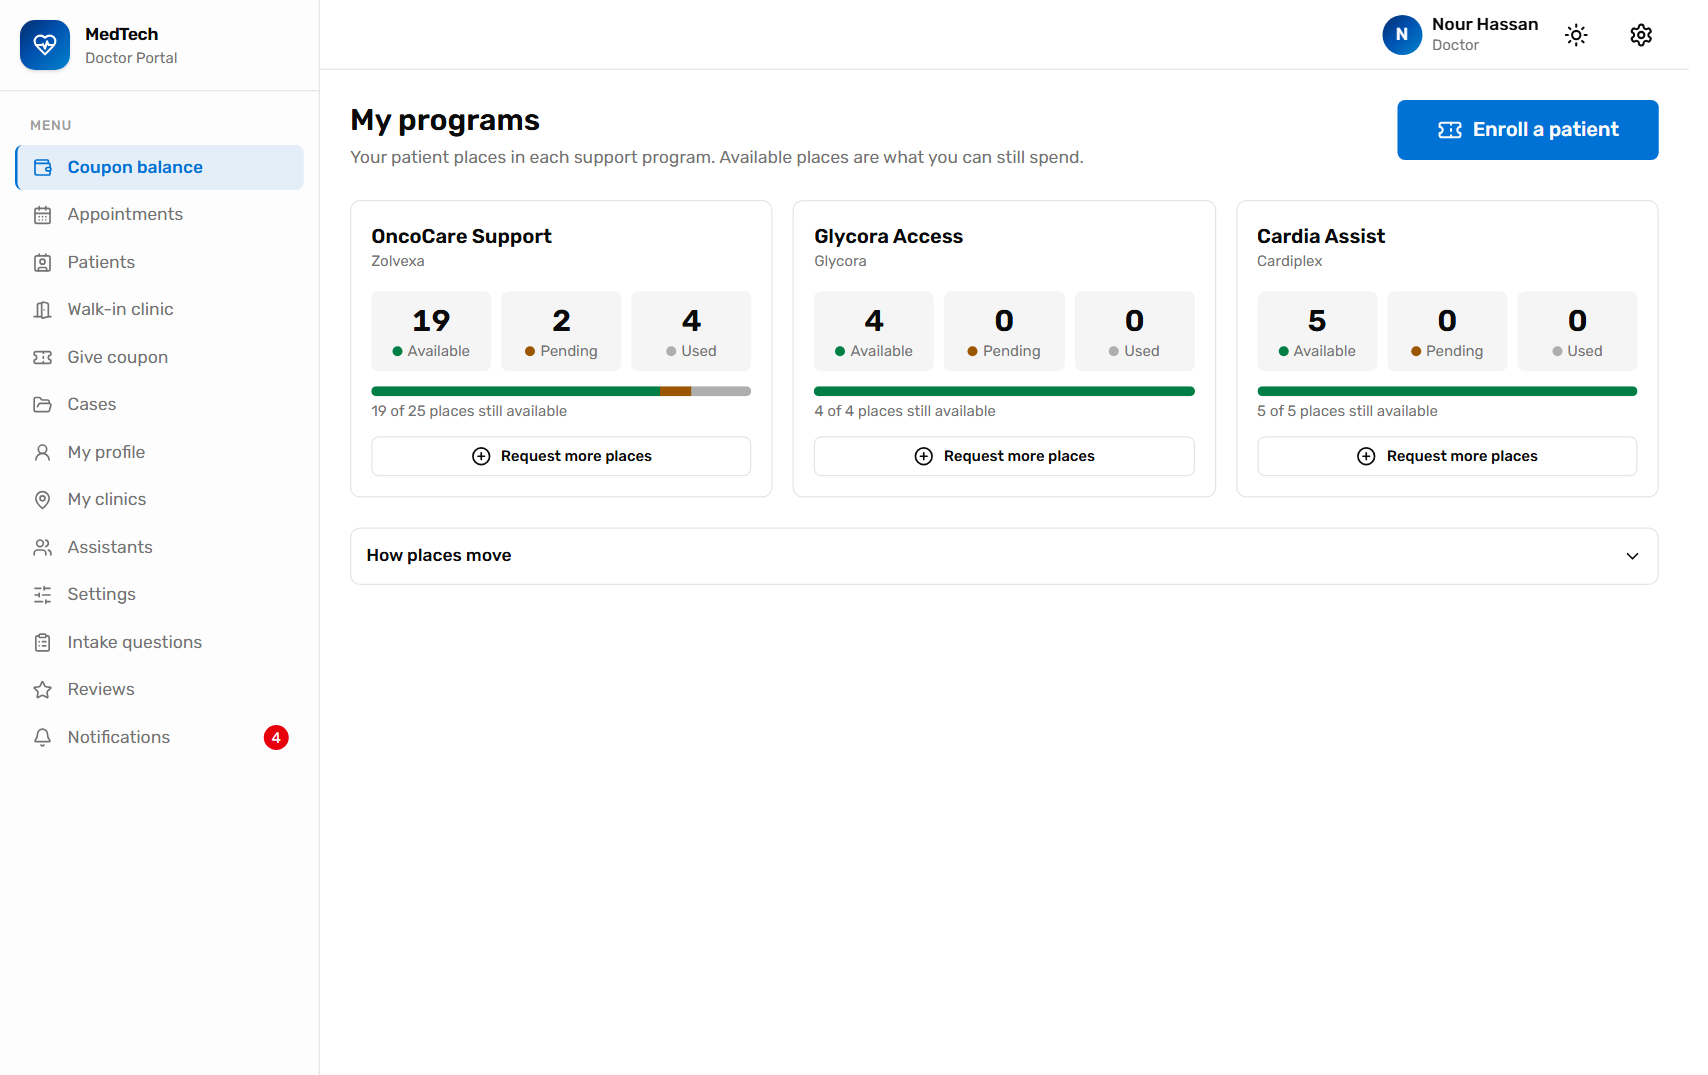 MedTech
Doctor Portal
MENU
Coupon balance
Appointments
Patients
Walk-in clinic
Give coupon
Cases
My profile
My clinics
Assistants
Settings
Intake questions
Reviews
Notifications 4
N Nour Hassan
Doctor
My programs
Your patient places in each support program. Available places are what you can still spend.
Enroll a patient
OncoCare Support
Zolvexa
19 2 4
Available Pending Used
19 of 25 places still available
Request more places
Glycora Access
Glycora
4 0 0
Available Pending Used
4 of 4 places still available
Request more places
Cardia Assist
Cardiplex
5 0 0
Available Pending Used
5 of 5 places still available
Request more places
How places move